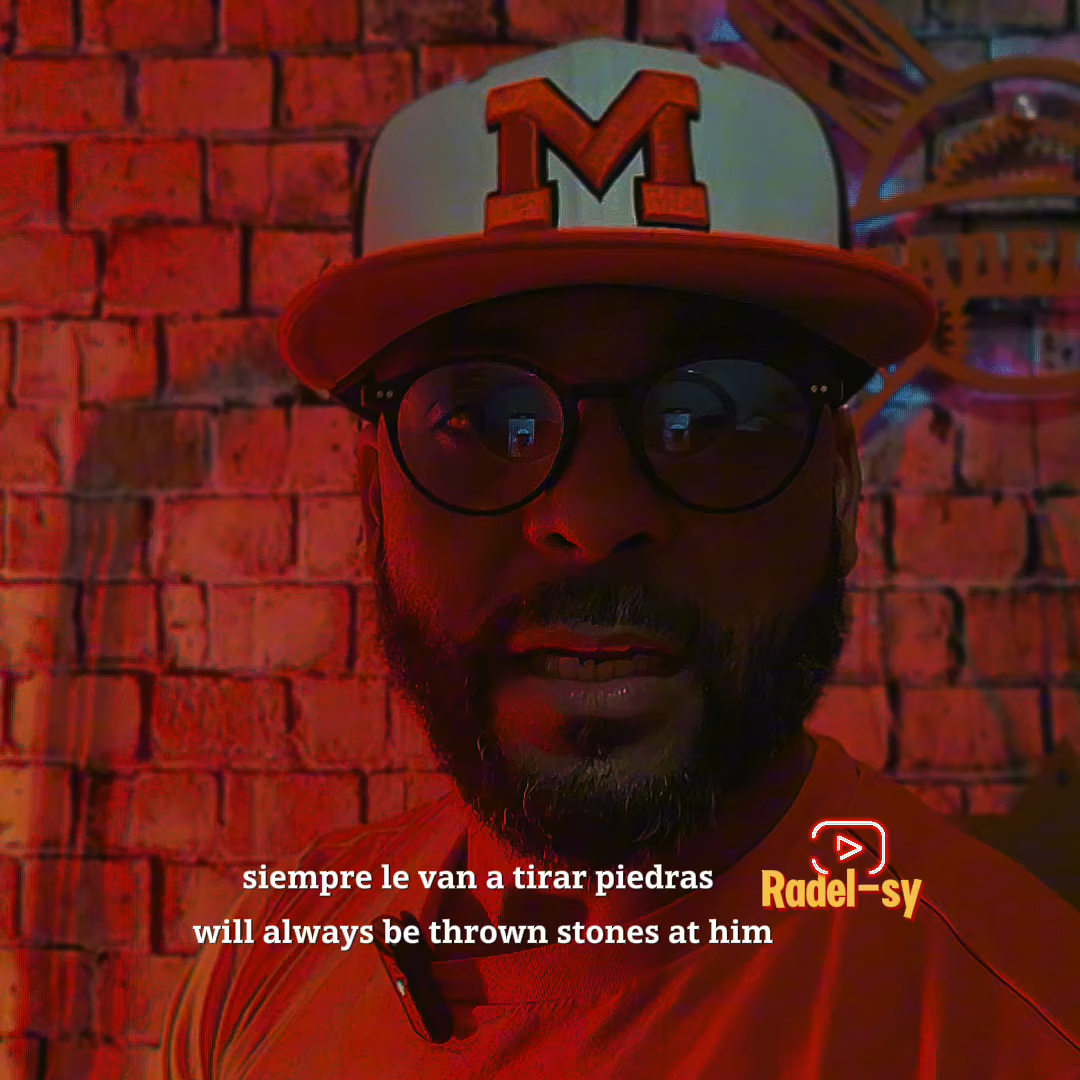 M
siempre le van a tirar piedras
Radel-sy
will always be thrown stones at him